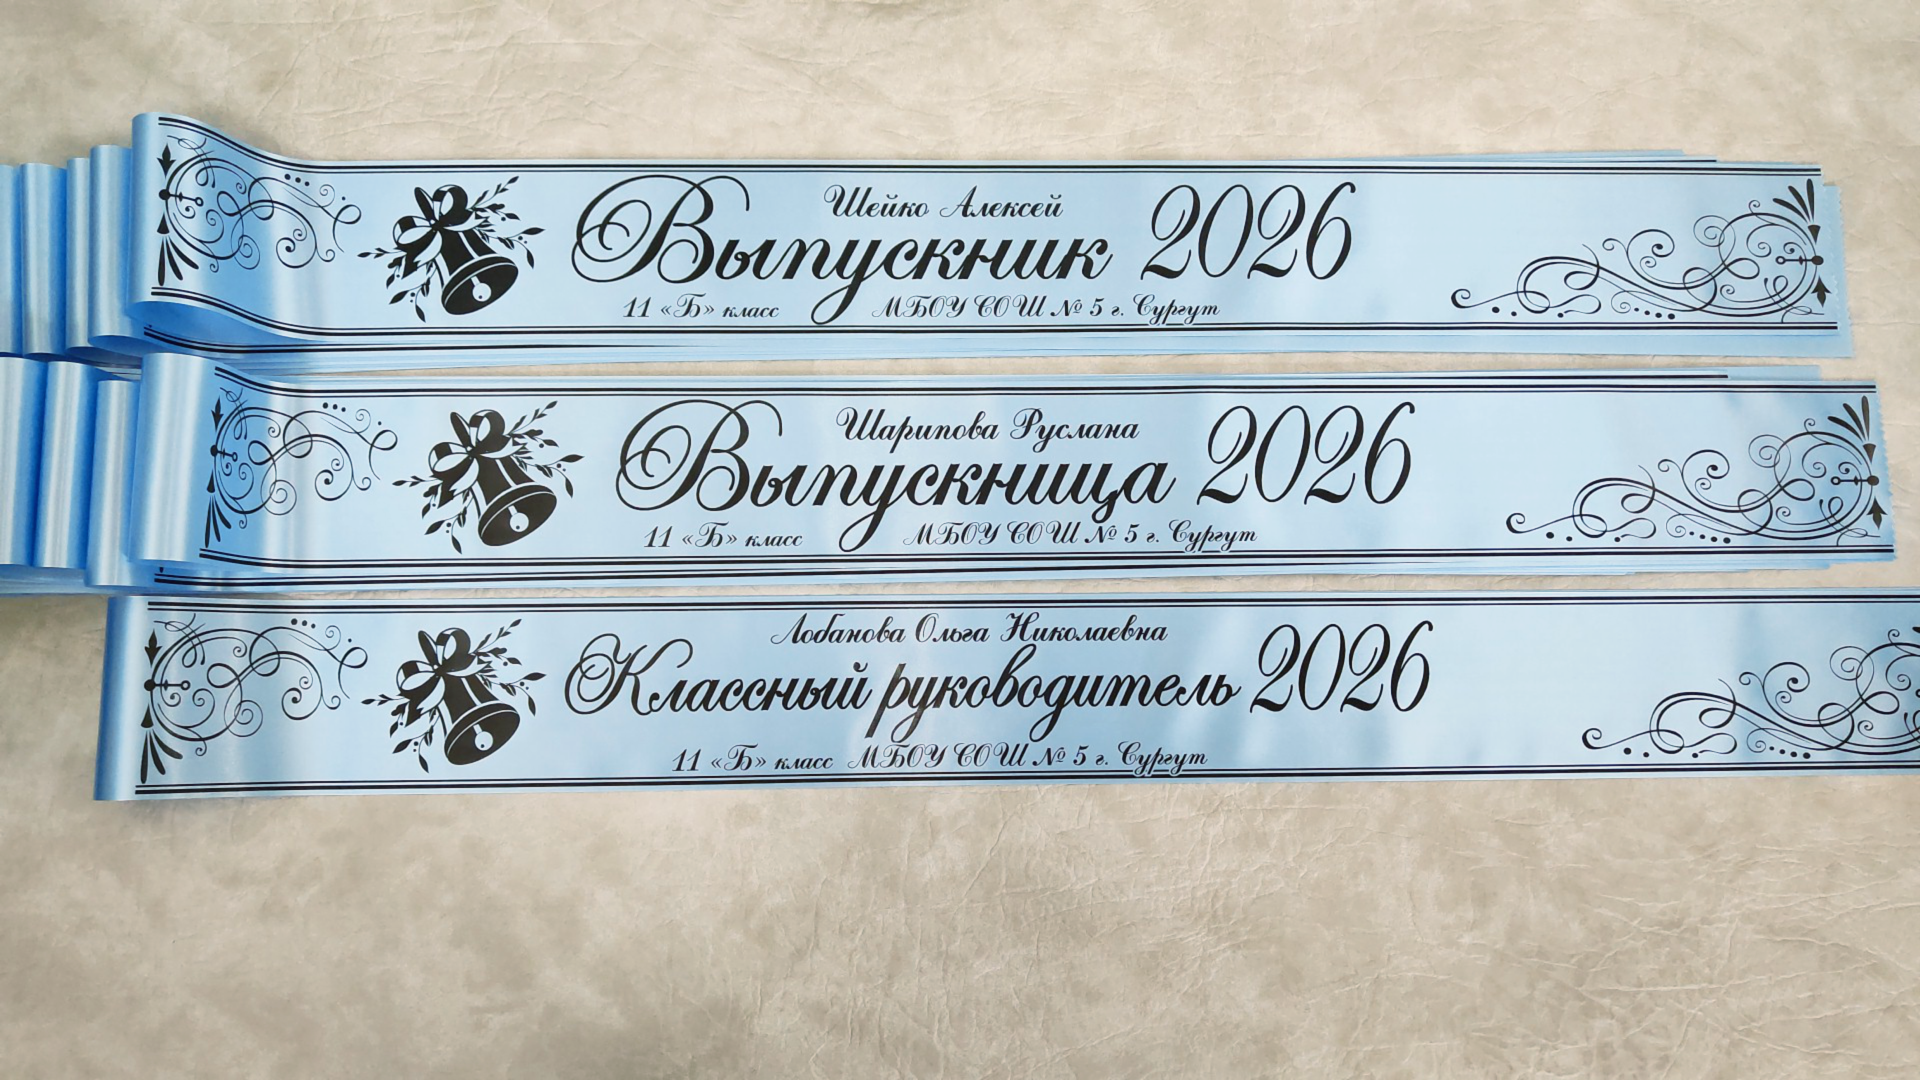 Шейко Алексей
Выпускник 2026
11 «Б» класс МБОУ СОШ № 5 г. Сургут
Шарипова Руслана
Выпускница 2026
11 «Б» класс МБОУ СОШ № 5 г. Сургут
Лобанова Ольга Николаевна
Классный руководитель 2026
11 «Б» класс МБОУ СОШ № 5 г. Сургут